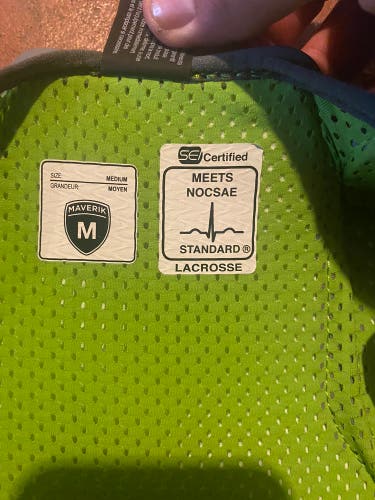 SIZE: MEDIUM
GRANDEUR: MOYEN
MAVERIK
M
SEI Certified
MEETS
NOCSAE
STANDARD®
LACROSSE